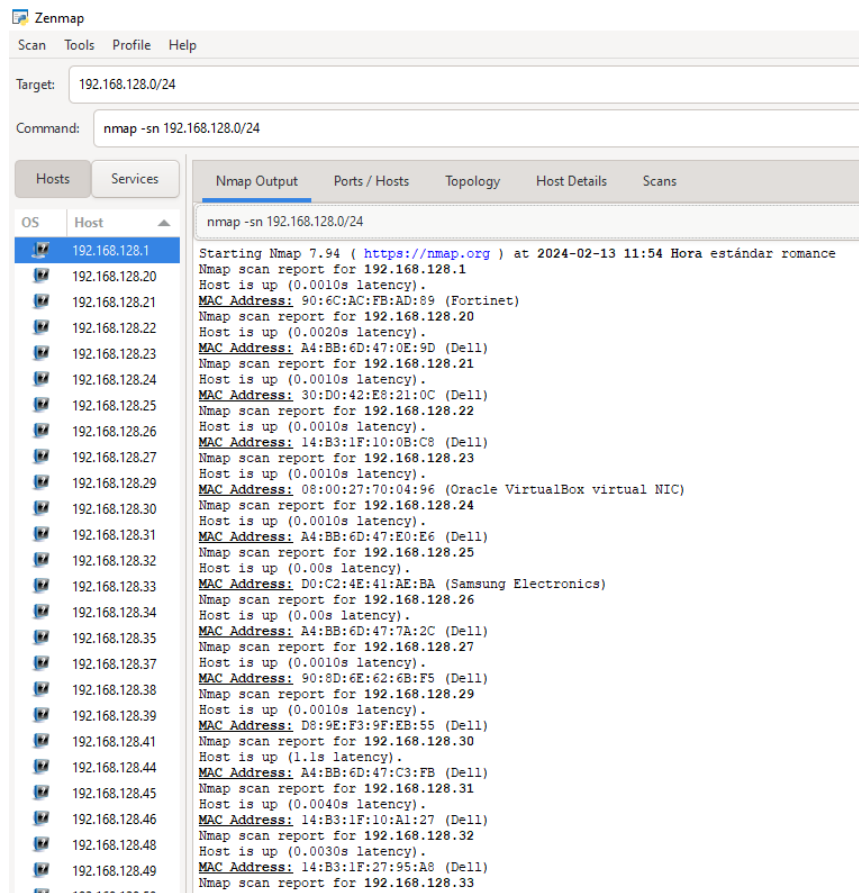 Zenmap
Scan Tools Profile Help
Target: 192.168.128.0/24
Command: nmap -sn 192.168.128.0/24
Hosts Services
OS Host
192.168.128.1
192.168.128.20
192.168.128.21
192.168.128.22
192.168.128.23
192.168.128.24
192.168.128.25
192.168.128.26
192.168.128.27
192.168.128.29
192.168.128.30
192.168.128.31
192.168.128.32
192.168.128.33
192.168.128.34
192.168.128.35
192.168.128.37
192.168.128.38
192.168.128.39
192.168.128.41
192.168.128.44
192.168.128.45
192.168.128.46
192.168.128.48
192.168.128.49
Nmap Output Ports / Hosts Topology Host Details Scans
nmap -sn 192.168.128.0/24
Starting Nmap 7.94 ( https://nmap.org ) at 2024-02-13 11:54 Hora estándar romance
Nmap scan report for 192.168.128.1
Host is up (0.0010s latency).
MAC Address: 90:6C:AC:FB:AD:89 (Fortinet)
Nmap scan report for 192.168.128.20
Host is up (0.0020s latency).
MAC Address: A4:BB:6D:47:0E:9D (Dell)
Nmap scan report for 192.168.128.21
Host is up (0.0010s latency).
MAC Address: 30:D0:42:E8:21:0C (Dell)
Nmap scan report for 192.168.128.22
Host is up (0.0010s latency).
MAC Address: 14:B3:1F:10:0B:C8 (Dell)
Nmap scan report for 192.168.128.23
Host is up (0.0010s latency).
MAC Address: 08:00:27:70:04:96 (Oracle VirtualBox virtual NIC)
Nmap scan report for 192.168.128.24
Host is up (0.0010s latency).
MAC Address: A4:BB:6D:47:E0:E6 (Dell)
Nmap scan report for 192.168.128.25
Host is up (0.00s latency).
MAC Address: D0:C2:4E:41:AE:BA (Samsung Electronics)
Nmap scan report for 192.168.128.26
Host is up (0.00s latency).
MAC Address: A4:BB:6D:47:7A:2C (Dell)
Nmap scan report for 192.168.128.27
Host is up (0.0010s latency).
MAC Address: 90:8D:6E:62:6B:F5 (Dell)
Nmap scan report for 192.168.128.29
Host is up (0.0010s latency).
MAC Address: D8:9E:F3:9F:EB:55 (Dell)
Nmap scan report for 192.168.128.30
Host is up (1.1s latency).
MAC Address: A4:BB:6D:47:C3:FB (Dell)
Nmap scan report for 192.168.128.31
Host is up (0.0040s latency).
MAC Address: 14:B3:1F:10:A1:27 (Dell)
Nmap scan report for 192.168.128.32
Host is up (0.0030s latency).
MAC Address: 14:B3:1F:27:95:A8 (Dell)
Nmap scan report for 192.168.128.33